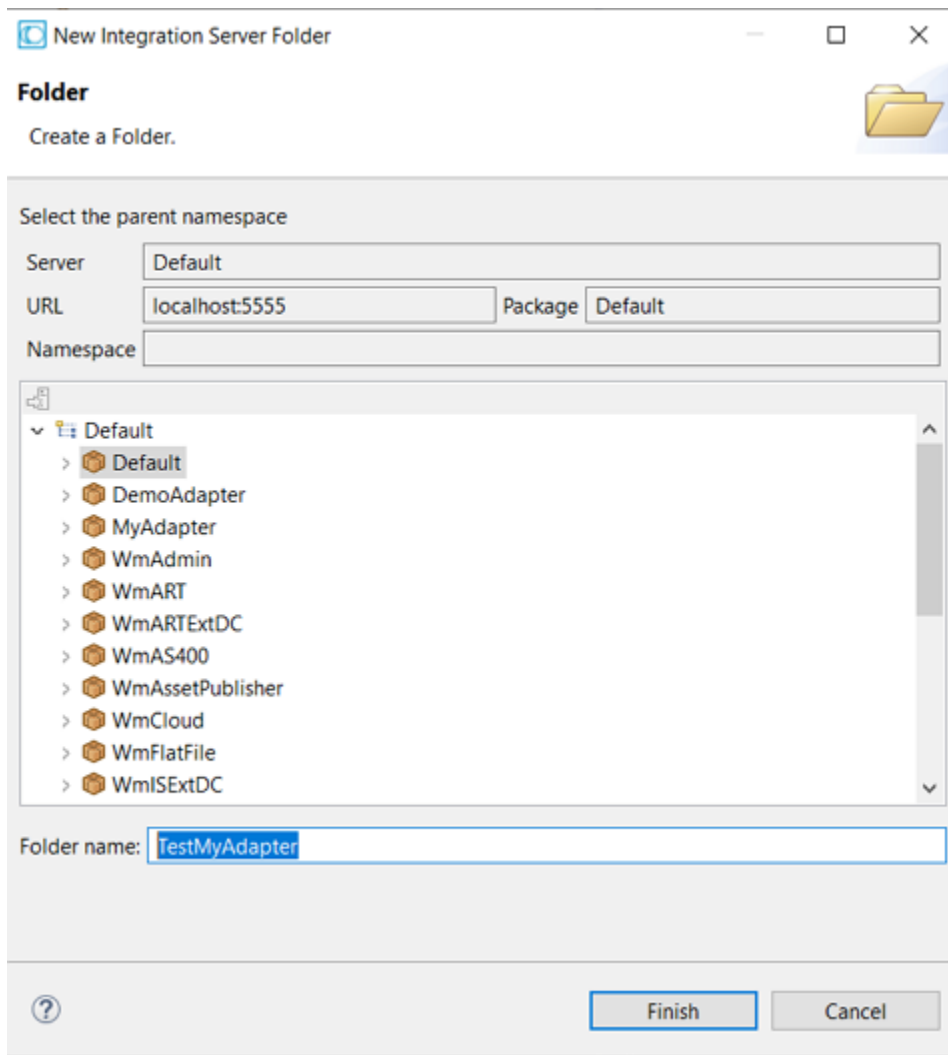 New Integration Server Folder
Folder
Create a Folder.
Select the parent namespace
Server Default
URL localhost:5555 Package Default
Namespace
Default
Default
DemoAdapter
MyAdapter
WmAdmin
WmART
WmARTExtDC
WmAS400
WmAssetPublisher
WmCloud
WmFlatFile
WmISExtDC
Folder name: TestMyAdapter
Finish Cancel